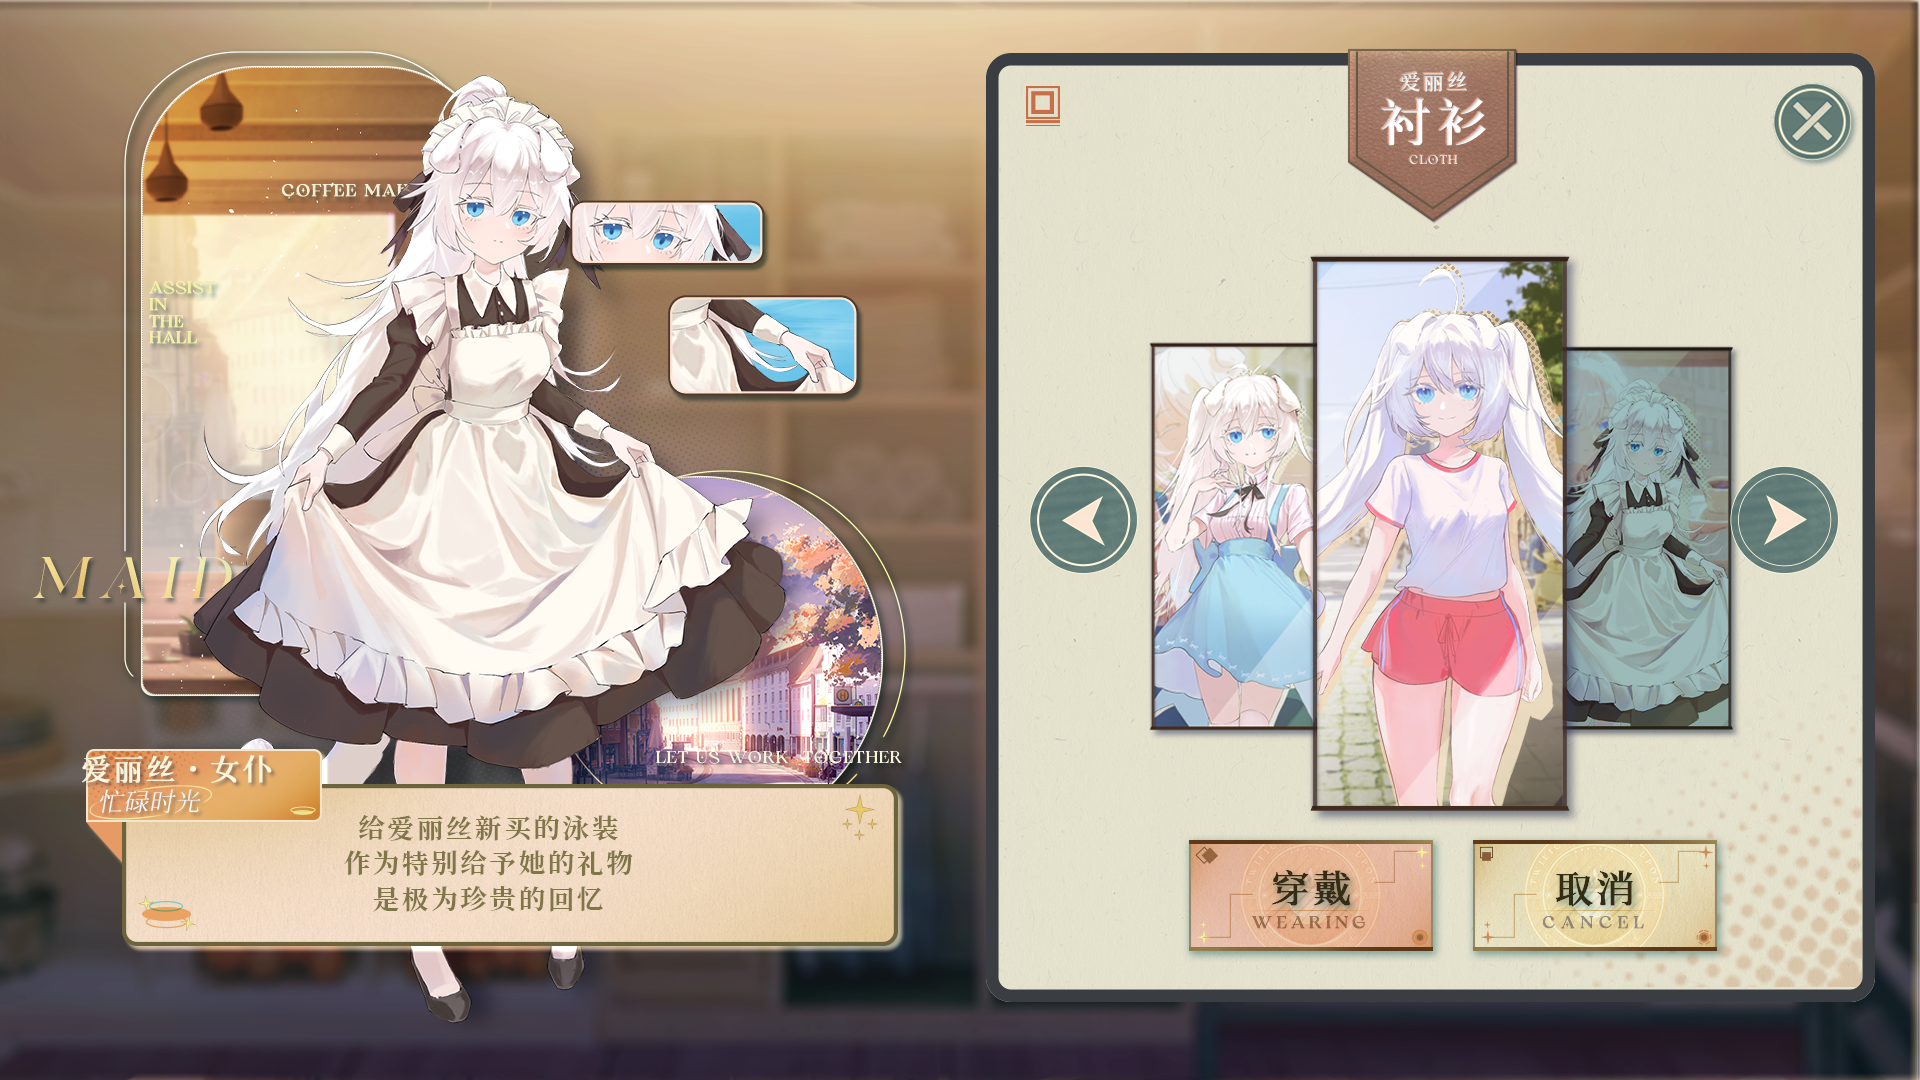 COFFEE MAK
ASSIST
IN
THE
HALL
MAID
LET US WORK TOGETHER
爱丽丝·女仆
忙碌时光
给爱丽丝新买的泳装
作为特别给予她的礼物
是极为珍贵的回忆
爱丽丝
衬衫
CLOTH
穿戴
WEARING
取消
CANCEL